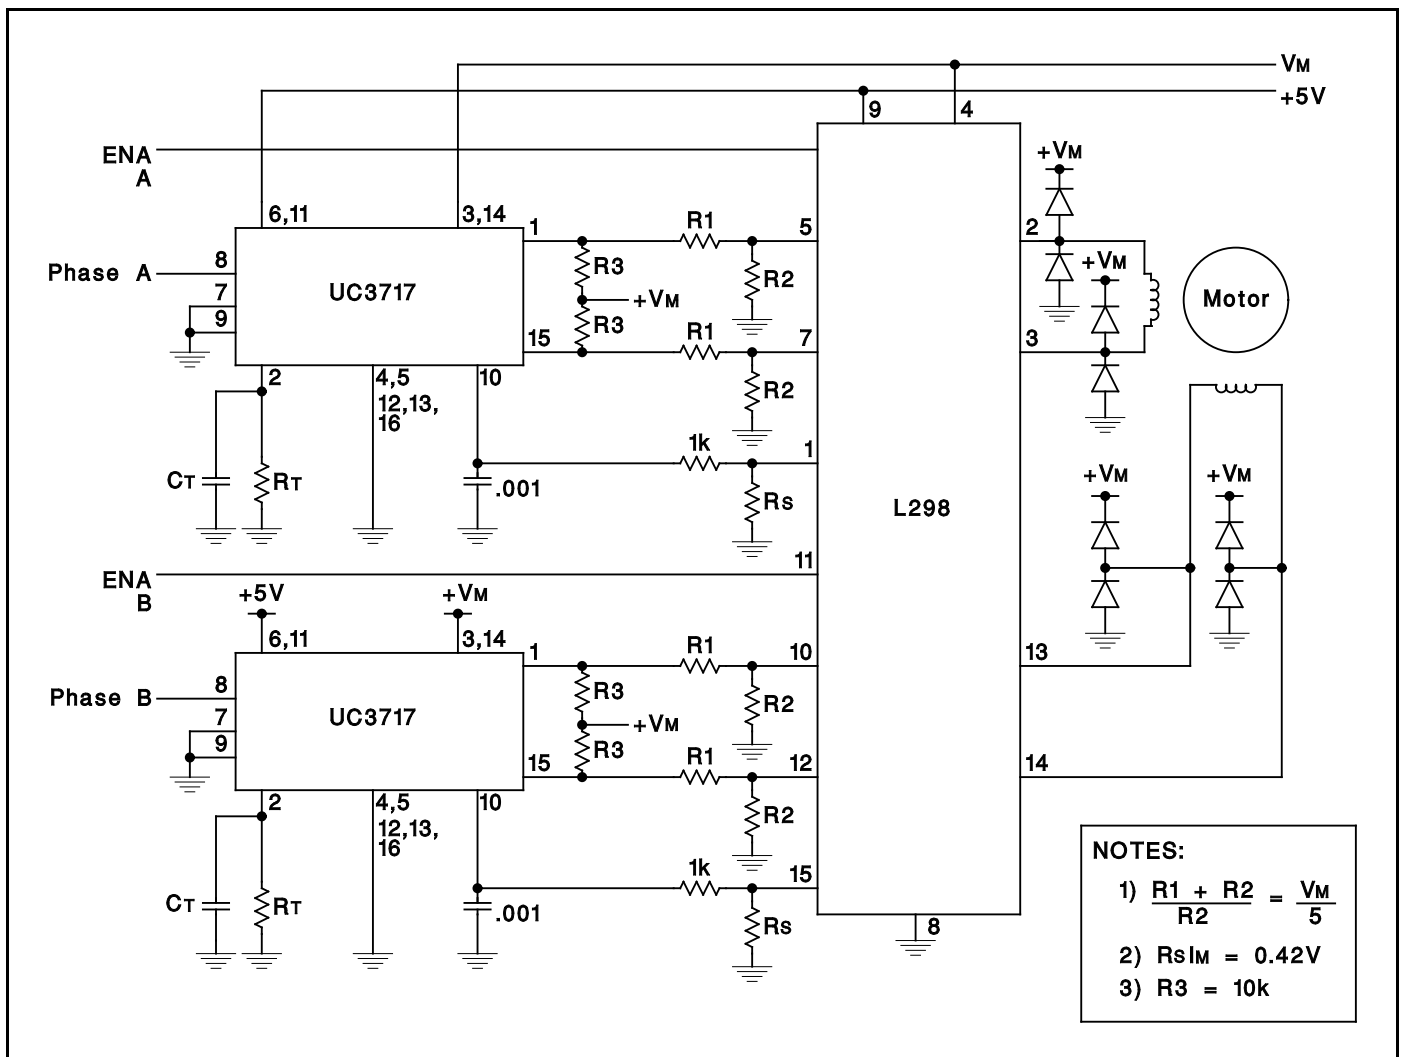 VM
+5V
9 4
ENA
A
+VM
6,11 3,14 1 R1 5 2
Phase A 8 R3 R2 +VM
7 UC3717 +VM Motor
9 R3
15 R1 7 3
2 4,5 10
12,13,
16
R2
1k 1
CT RT .001 Rs
L298
+VM +VM
ENA
B
11
+5V +VM
6,11 3,14 1 R1 10 13
Phase B 8 R3 R2
7 UC3717 +VM
9 R3
15 R1 12 14
2 4,5 10
12,13,
16
R2
1k 15
CT RT .001 Rs
8
NOTES:
1) R1 + R2 = VM
R2 5
2) RsIM = 0.42V
3) R3 = 10k